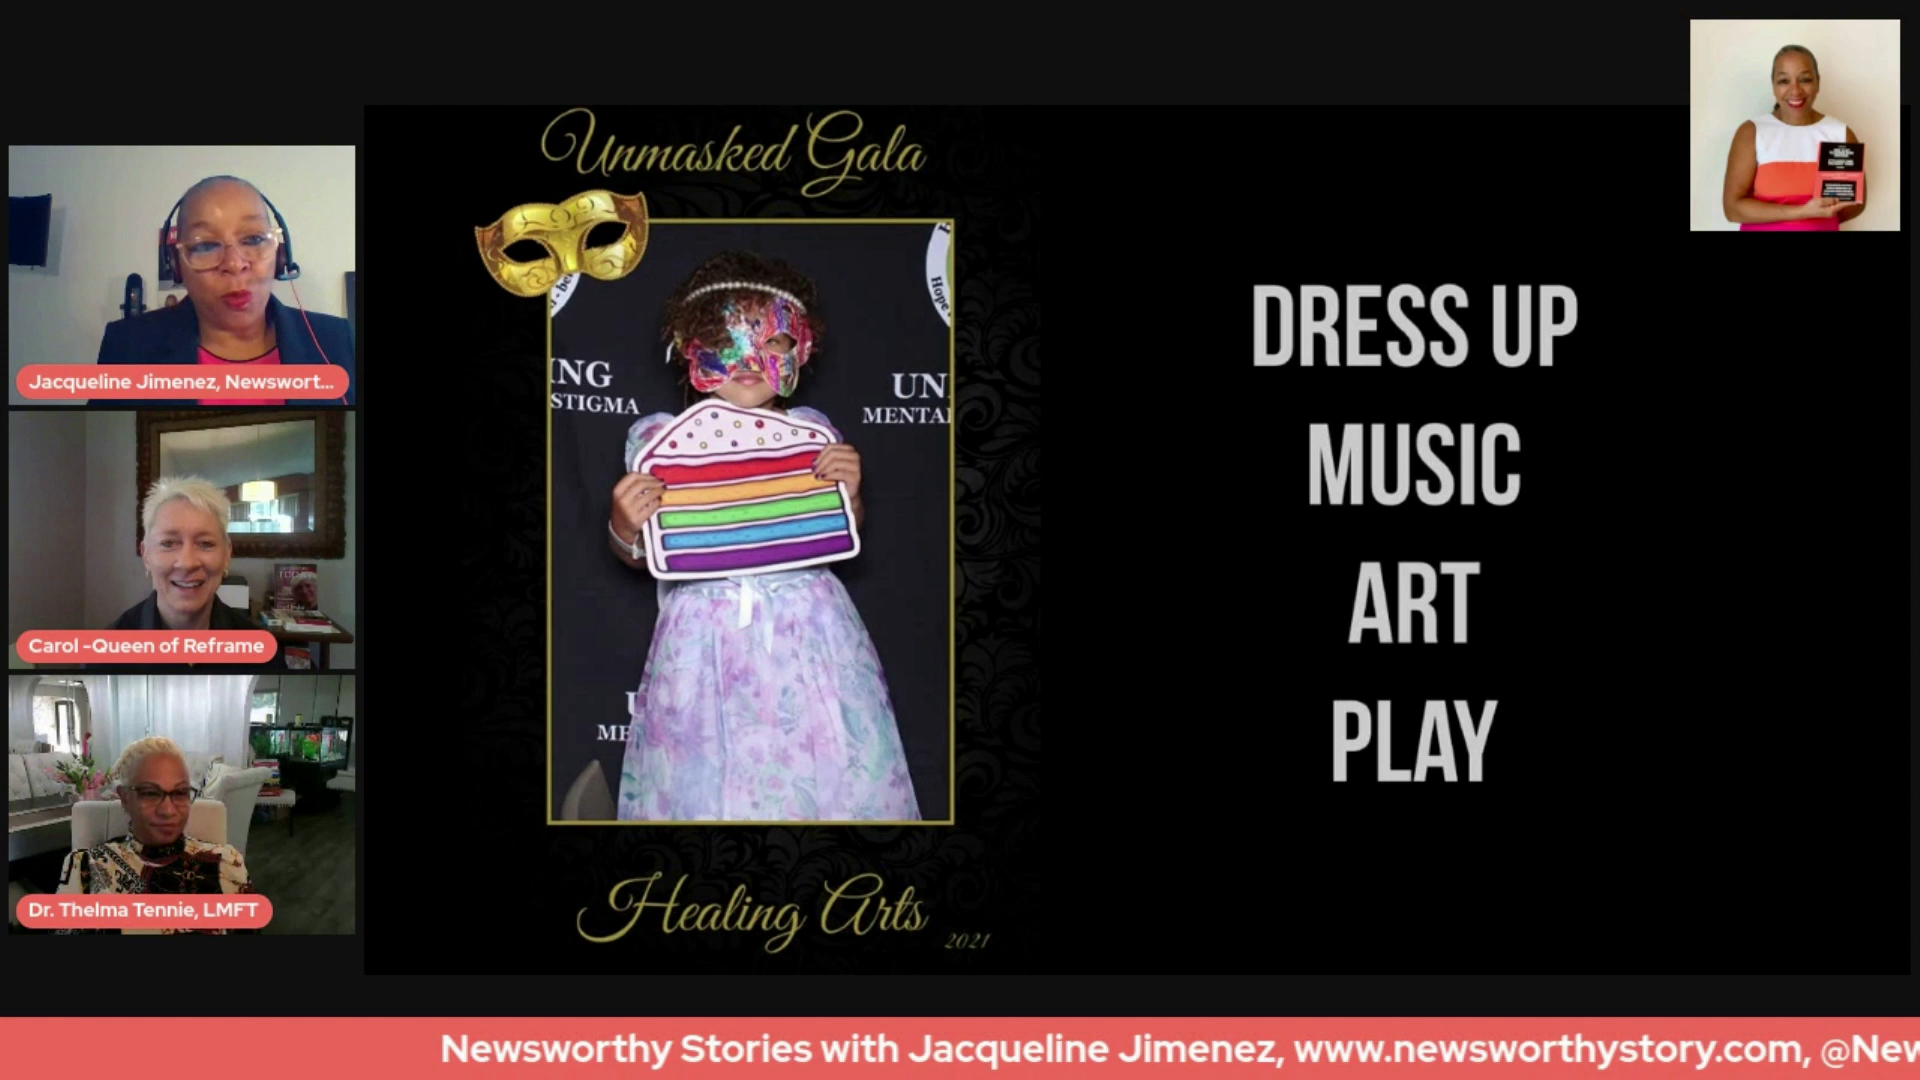 Unmasked Gala
Hope
ING
STIGMA
UN
MENTA
DRESS UP
MUSIC
ART
PLAY
Jacqueline Jimenez, Newswort...
Carol -Queen of Reframe
TODAY
Dr. Thelma Tennie, LMFT
U
ME
Healing Arts
2021
Newsworthy Stories with Jacqueline Jimenez, www.newsworthystory.com, @New